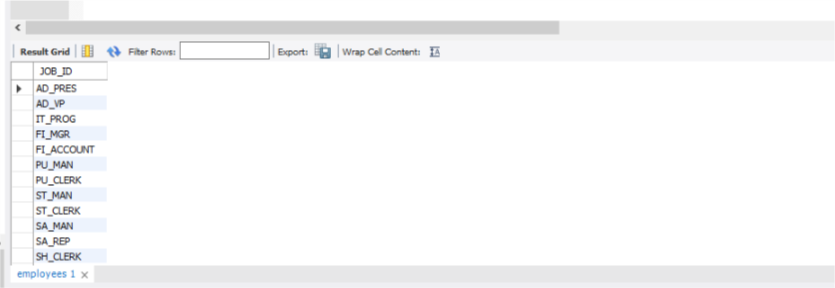 Result Grid Filter Rows: Export: Wrap Cell Content:
JOB_ID
AD_PRES
AD_VP
IT_PROG
FI_MGR
FI_ACCOUNT
PU_MAN
PU_CLERK
ST_MAN
ST_CLERK
SA_MAN
SA_REP
SH_CLERK
employees 1